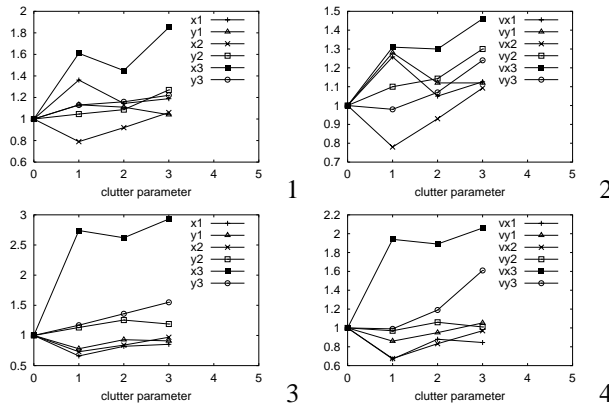 2
1.8
1.6
1.4
1.2
1
0.8
0.6
0 1 2 3 4 5
clutter parameter
x1
y1
x2
y2
x3
y3
1
1.5
1.4
1.3
1.2
1.1
1
0.9
0.8
0.7
0 1 2 3 4 5
clutter parameter
vx1
vy1
vx2
vy2
vx3
vy3
2
3
2.5
2
1.5
1
0.5
0 1 2 3 4 5
clutter parameter
x1
y1
x2
y2
x3
y3
3
2.2
2
1.8
1.6
1.4
1.2
1
0.8
0.6
0 1 2 3 4 5
clutter parameter
vx1
vy1
vx2
vy2
vx3
vy3
4